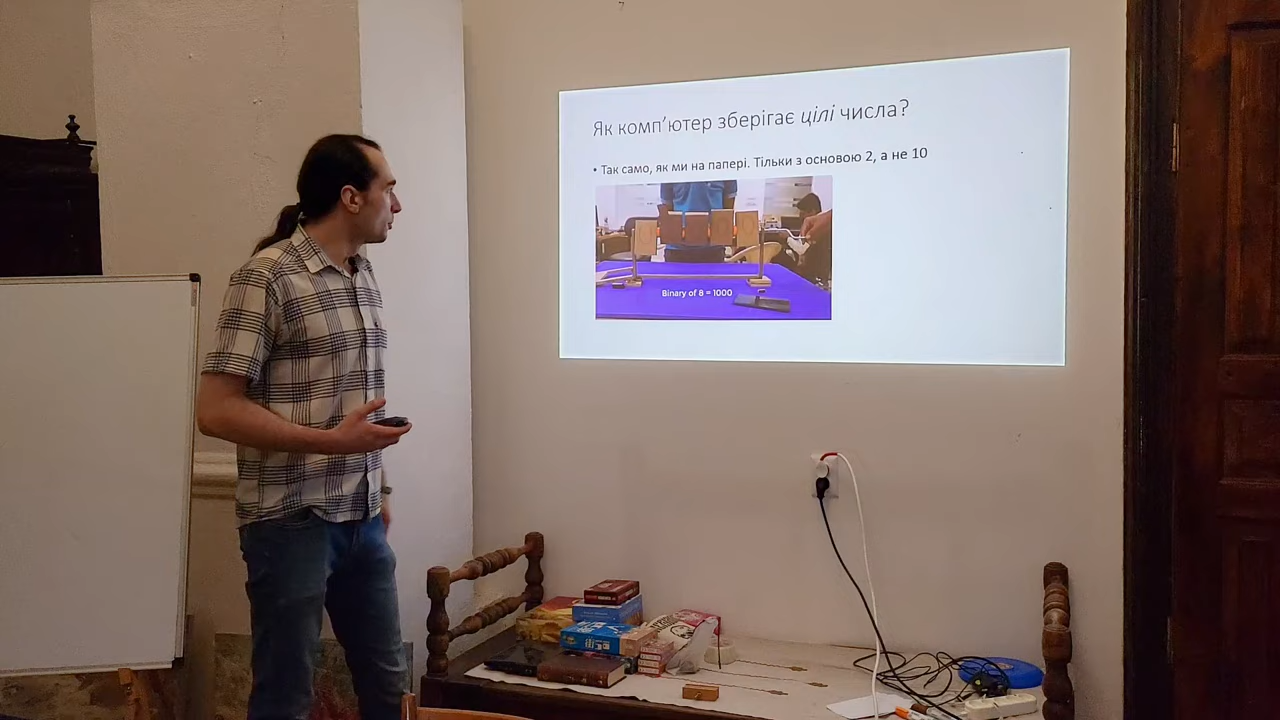 Як комп’ютер зберігає цілі числа?
• Так само, як ми на папері. Тільки з основою 2, а не 10
Binary of 8 = 1000